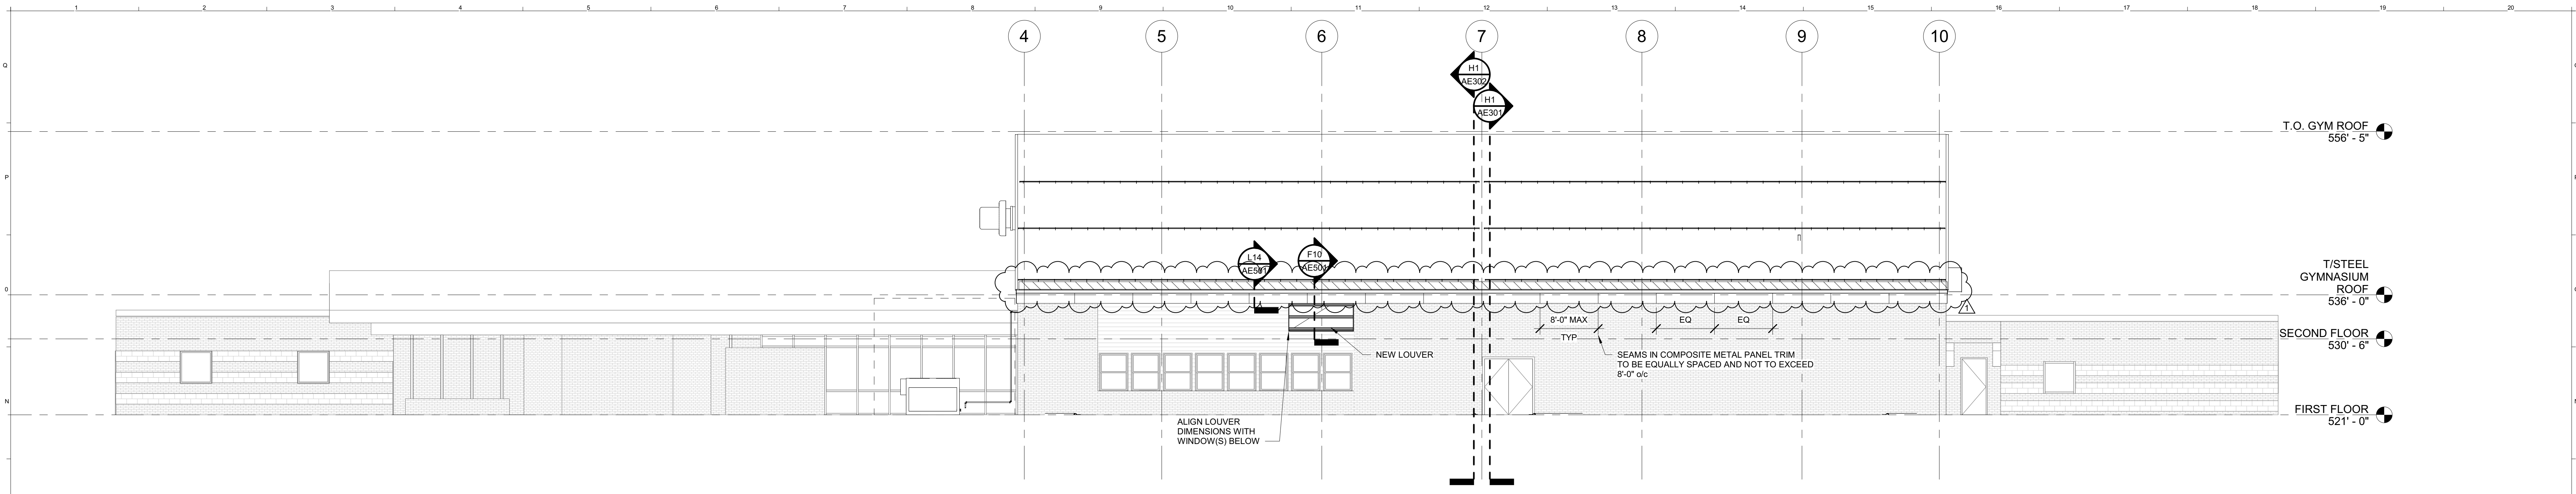 1 2 3 4 5 6 7 8 9 10 11 12 13 14 15 16 17 18 19 20
4 5 6 7 8 9 10
Q
H1
AE302
H1
AE301
T.O. GYM ROOF
556' - 5"
P
L14
AE501
F10
AE501
T/STEEL
GYMNASIUM
ROOF
536' - 0"
0
1
8'-0" MAX
TYP
EQ EQ
SECOND FLOOR
530' - 6"
NEW LOUVER
SEAMS IN COMPOSITE METAL PANEL TRIM
TO BE EQUALLY SPACED AND NOT TO EXCEED
8'-0" o/c
N
FIRST FLOOR
521' - 0"
ALIGN LOUVER
DIMENSIONS WITH
WINDOW(S) BELOW